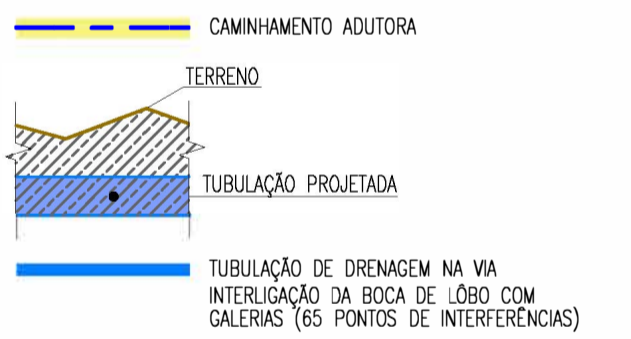 CAMINHAMENTO ADUTORA
TERRENO
TUBULAÇÃO PROJETADA
TUBULAÇÃO DE DRENAGEM NA VIA
INTERLIGAÇÃO DA BOCA DE LÔBO COM
GALERIAS (65 PONTOS DE INTERFERÊNCIAS)